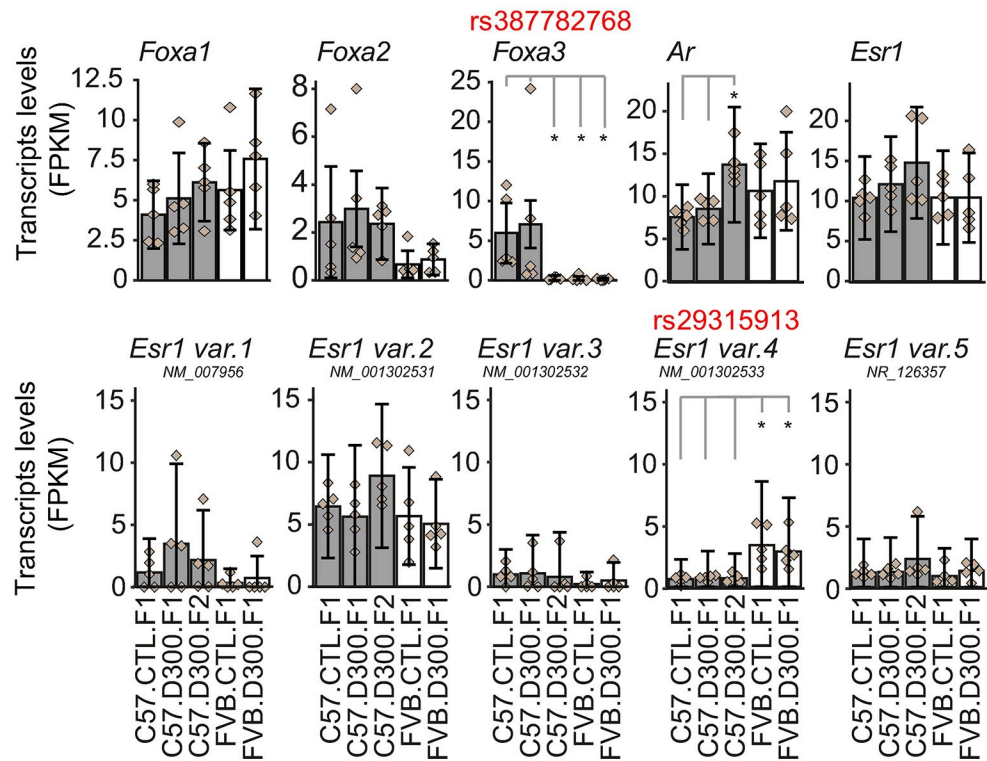 rs387782768
Foxa1 Foxa2 Foxa3 Ar Esr1
Transcripts levels
(FPKM)
12.5 8 25 20 20
10 6 20 15 15
7.5 4 15 10 10
5 2 10 5 5
2.5 0 5 0 0
0 0
* * * *
rs29315913
Esr1 var.1 Esr1 var.2 Esr1 var.3 Esr1 var.4 Esr1 var.5
NM_007956 NM_001302531 NM_001302532 NM_001302533 NR_126357
Transcripts levels
(FPKM)
15 15 15 15 15
10 10 10 10 10
5 5 5 5 5
0 0 0 0 0
* *
C57.CTL.F1 C57.D300.F1 C57.D300.F2 FVB.CTL.F1 FVB.D300.F1
C57.CTL.F1 C57.D300.F1 C57.D300.F2 FVB.CTL.F1 FVB.D300.F1
C57.CTL.F1 C57.D300.F1 C57.D300.F2 FVB.CTL.F1 FVB.D300.F1
C57.CTL.F1 C57.D300.F1 C57.D300.F2 FVB.CTL.F1 FVB.D300.F1
C57.CTL.F1 C57.D300.F1 C57.D300.F2 FVB.CTL.F1 FVB.D300.F1